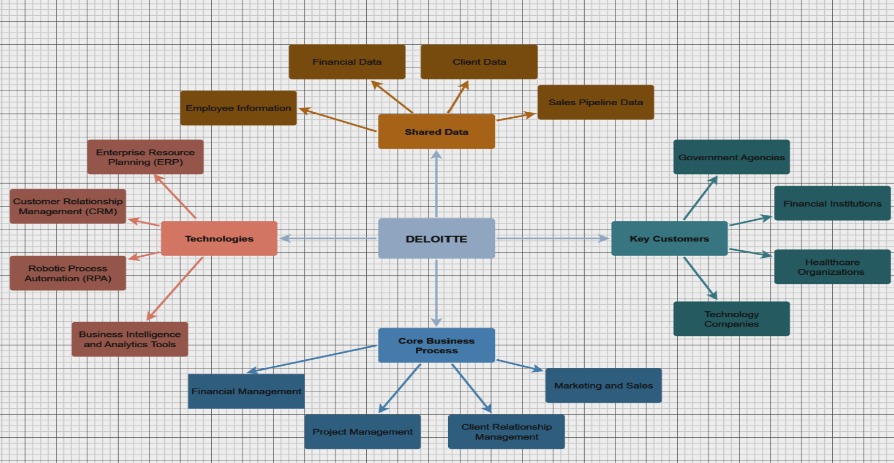 Financial Data
Client Data
Employee Information
Sales Pipeline Data
Shared Data
Enterprise Resource
Planning (ERP)
Government Agencies
Customer Relationship
Management (CRM)
Financial Institutions
Technologies
DELOITTE
Key Customers
Robotic Process
Automation (RPA)
Healthcare
Organizations
Technology
Companies
Business Intelligence
and Analytics Tools
Core Business
Process
Financial Management
Marketing and Sales
Project Management
Client Relationship
Management